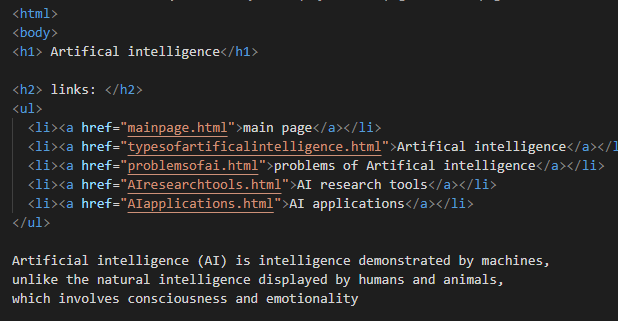 <html>
<body>
<h1> Artifical intelligence</h1>
<h2> links: </h2>
<ul>
<li><a href="mainpage.html">main page</a></li>
<li><a href="typesofartificalintelligence.html">Artifical intelligence</a></l
<li><a href="problemsofai.html">problems of Artifical intelligence</a></li>
<li><a href="AIresearchtools.html">AI research tools</a></li>
<li><a href="AIapplications.html">AI applications</a></li>
</ul>
Artificial intelligence (AI) is intelligence demonstrated by machines,
unlike the natural intelligence displayed by humans and animals,
which involves consciousness and emotionality